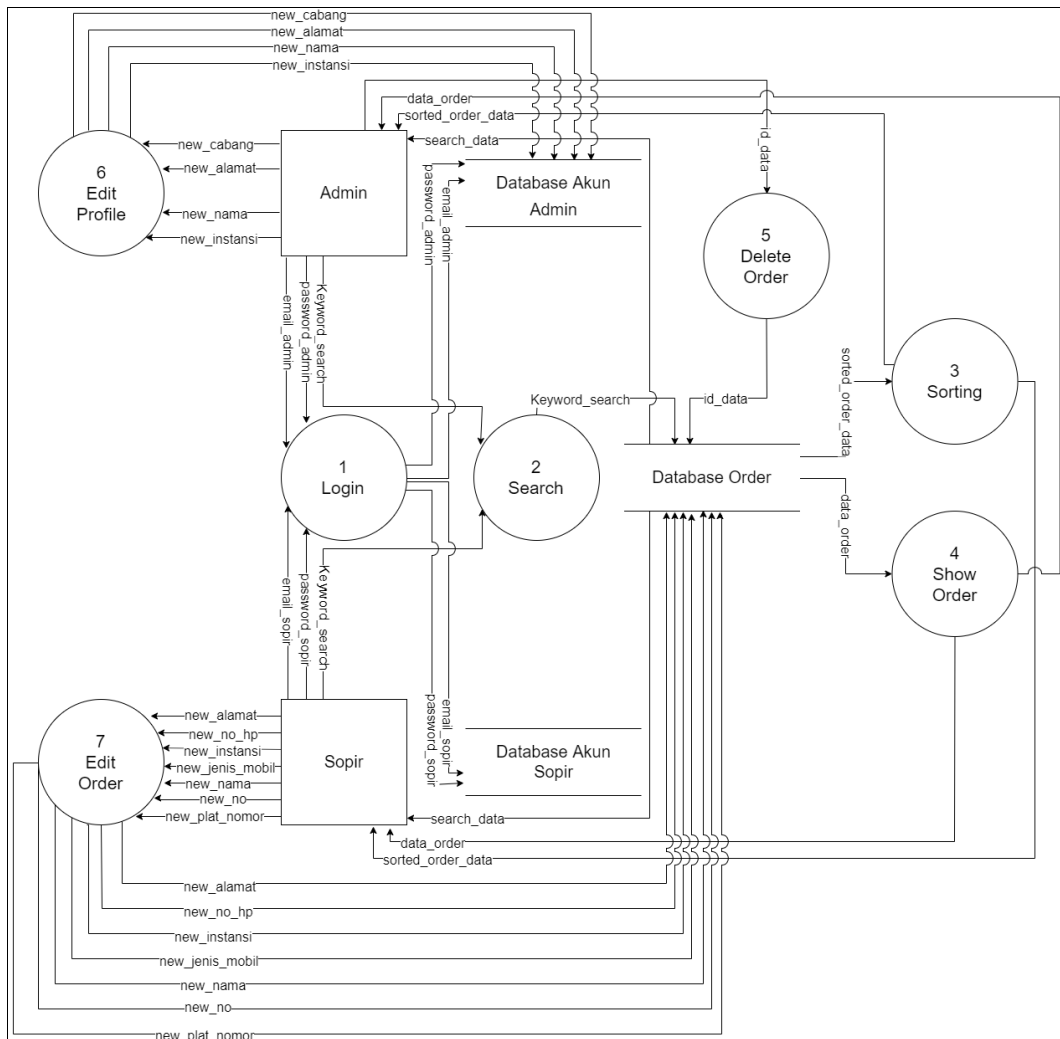 new_cabang
new_alamat
new_nama
new_instansi
data_order
sorted_order_data
search_data
id_data
new_cabang
new_alamat
new_nama
new_instansi
6
Edit
Profile
Admin
password_admin
email_admin
Database Akun
Admin
5
Delete
Order
email_admin
password_admin
Keyword_search
Keyword_search
id_data
sorted_order_data
3
Sorting
1
Login
2
Search
Database Order
data_order
4
Show
Order
email_sopir
password_sopir
Keyword_search
new_alamat
new_no_hp
new_instansi
new_jenis_mobil
new_nama
new_no
new_plat_nomor
7
Edit
Order
Sopir
password_sopir
email_sopir
Database Akun
Sopir
search_data
data_order
sorted_order_data
new_alamat
new_no_hp
new_instansi
new_jenis_mobil
new_nama
new_no
new_plat_nomor